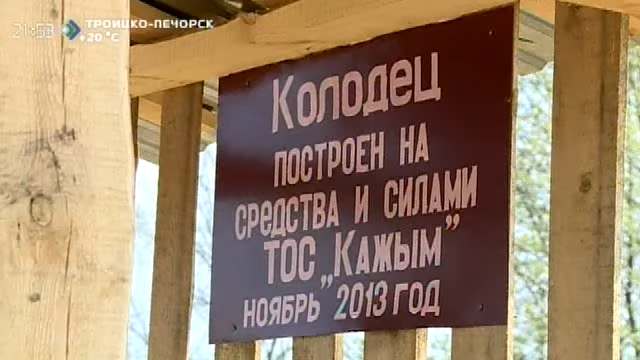 21:53 ТРОИЦКО-ПЕЧОРСК
+20 °C
Колодец
построен на
средства и силами
ТОС „Кажым”
ноябрь 2013 год